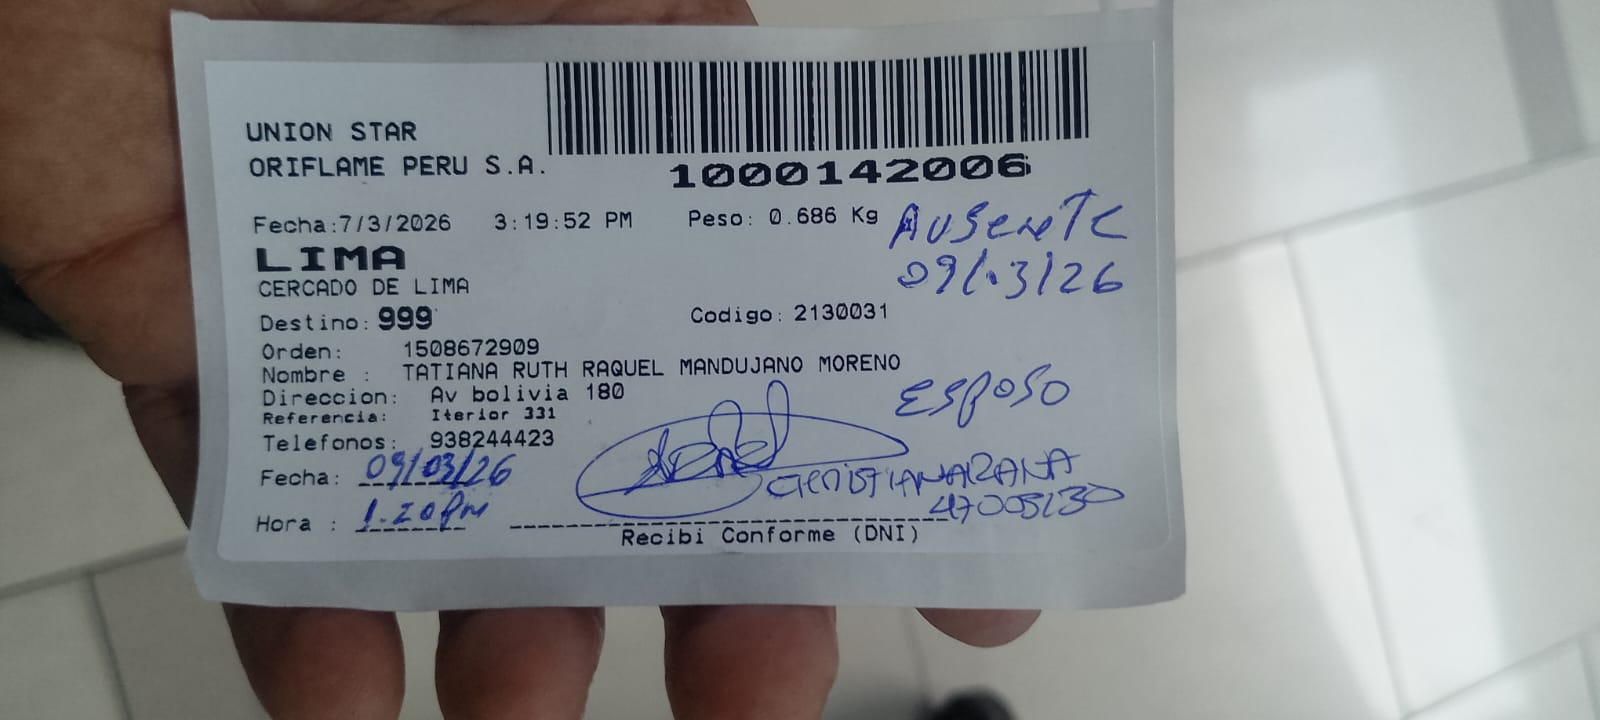 UNION STAR
ORIFLAME PERU S.A.
1000142006
Fecha:7/3/2026 3:19:52 PM Peso: 0.686 Kg
AUSENTE
09/03/26
LIMA
CERCADO DE LIMA
Destino: 999 Codigo: 2130031
Orden: 1508672909
Nombre : TATIANA RUTH RAQUEL MANDUJANO MORENO
Direccion: Av bolivia 180
ESPOSO
Referencia: Iterior 331
Telefonos: 938244423
Fecha: 09/03/26
Hora : 1.20 Pm
Recibi Conforme (DNI)